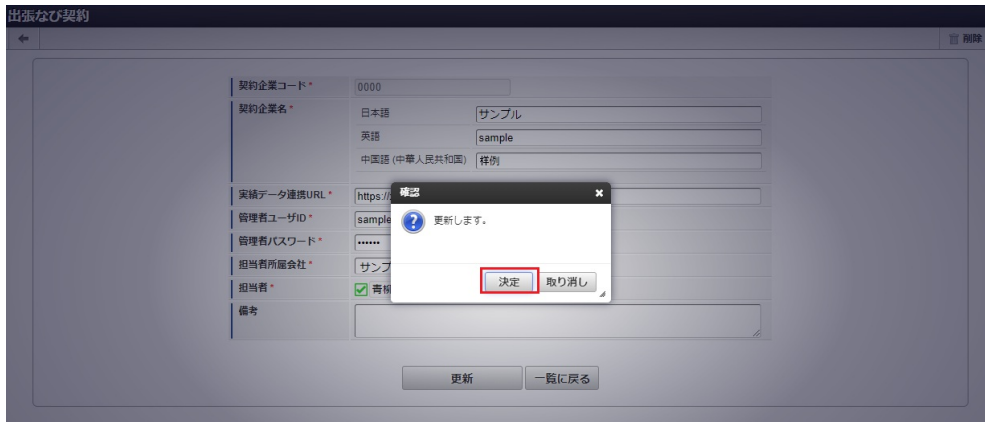 出張なび契約
削除
契約企業コード* 0000
契約企業名* 日本語 サンプル
英語 sample
中国語 (中華人民共和国) 样例
実績データ連携URL* https://
管理者ユーザID* sample
管理者パスワード* ••••••
担当者所属会社* サンプ
担当者* 青柳
備考
確認
更新します。
決定 取り消し
更新 一覧に戻る